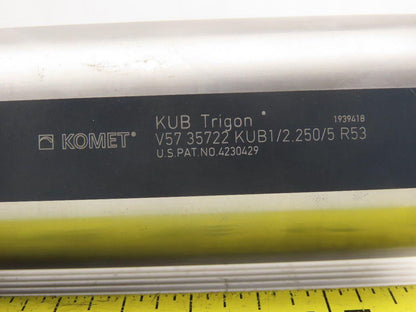 KUB Trigon® 1939418
KOMET® V57 35722 KUB1/2.250/5 R53
U.S.PAT.NO.4230429